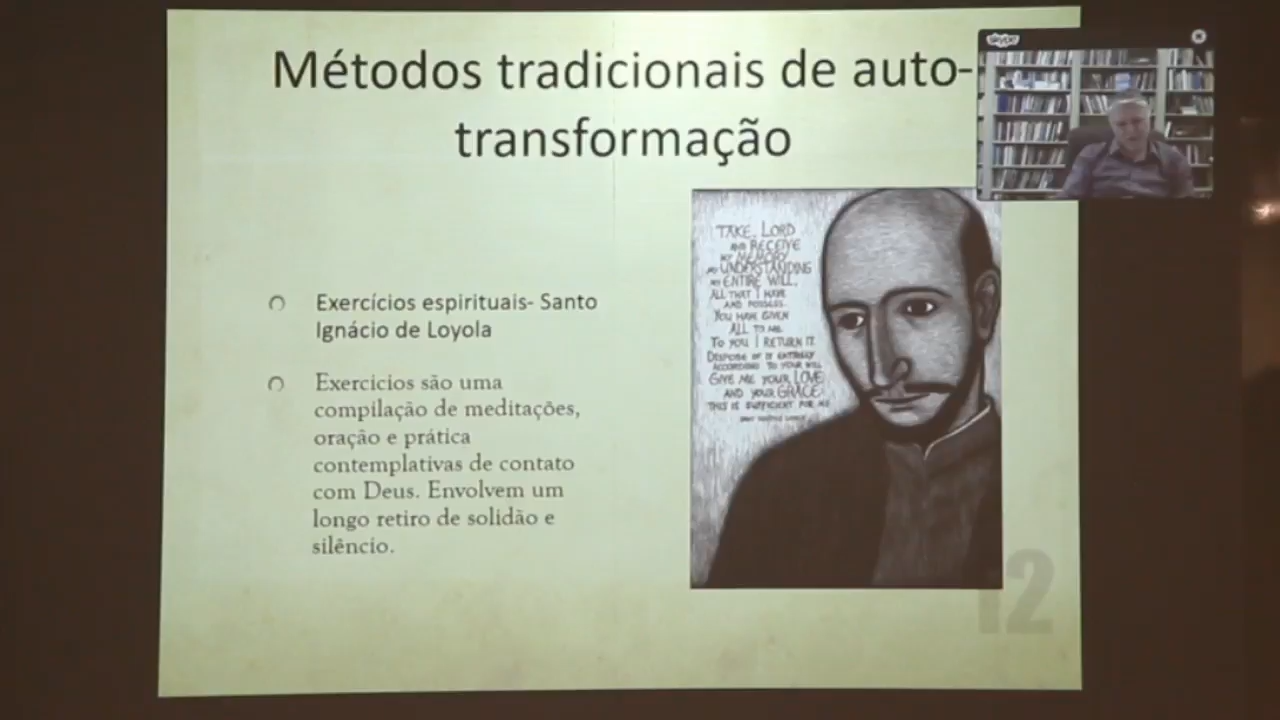 Métodos tradicionais de auto-
transformação
skype
Exercícios espirituais- Santo
Ignácio de Loyola
Exercicios são uma
compilação de meditações,
oração e prática
contemplativas de contato
com Deus. Envolvem um
longo retiro de solidão e
silêncio.
TAKE, LORD
AND RECEIVE
MY MEMORY
MY UNDERSTANDING
MY ENTIRE WILL,
ALL THAT I HAVE
AND POSSESS.
YOU HAVE GIVEN
ALL TO ME.
TO YOU I RETURN IT.
DISPOSE OF IT ENTIRELY
ACCORDING TO YOUR WILL
GIVE ME YOUR LOVE
AND YOUR GRACE
THIS IS SUFFICIENT FOR ME
12